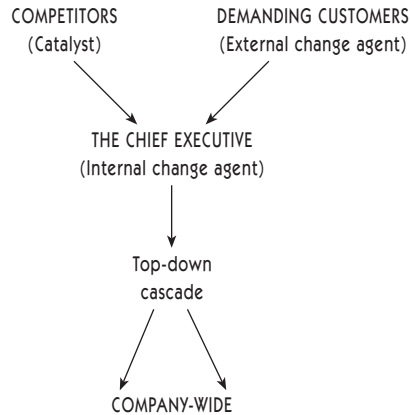 COMPETITORS
(Catalyst)
DEMANDING CUSTOMERS
(External change agent)
THE CHIEF EXECUTIVE
(Internal change agent)
Top-down
cascade
COMPANY-WIDE